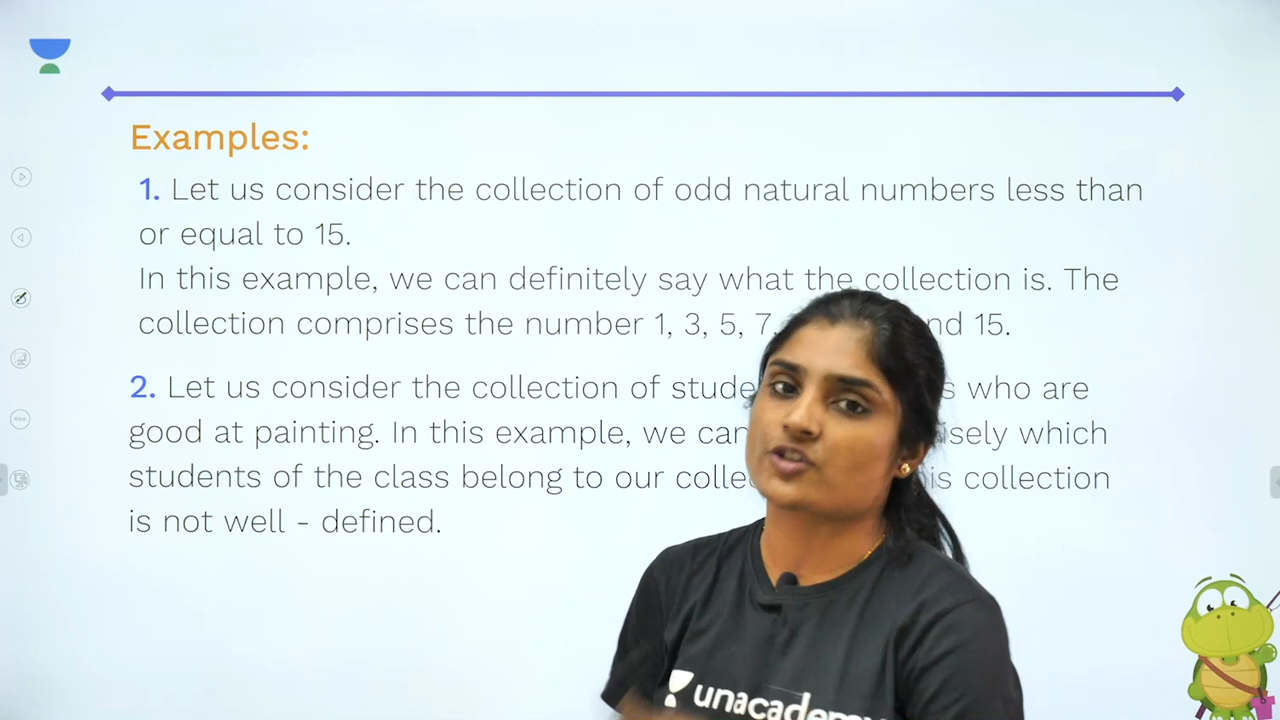 Examples:
1. Let us consider the collection of odd natural numbers less than
or equal to 15.
In this example, we can definitely say what the collection is. The
collection comprises the number 1, 3, 5, 7, nd 15.
2. Let us consider the collection of stude s who are
good at painting. In this example, we can isely which
students of the class belong to our colle his collection
is not well - defined.
unacademy